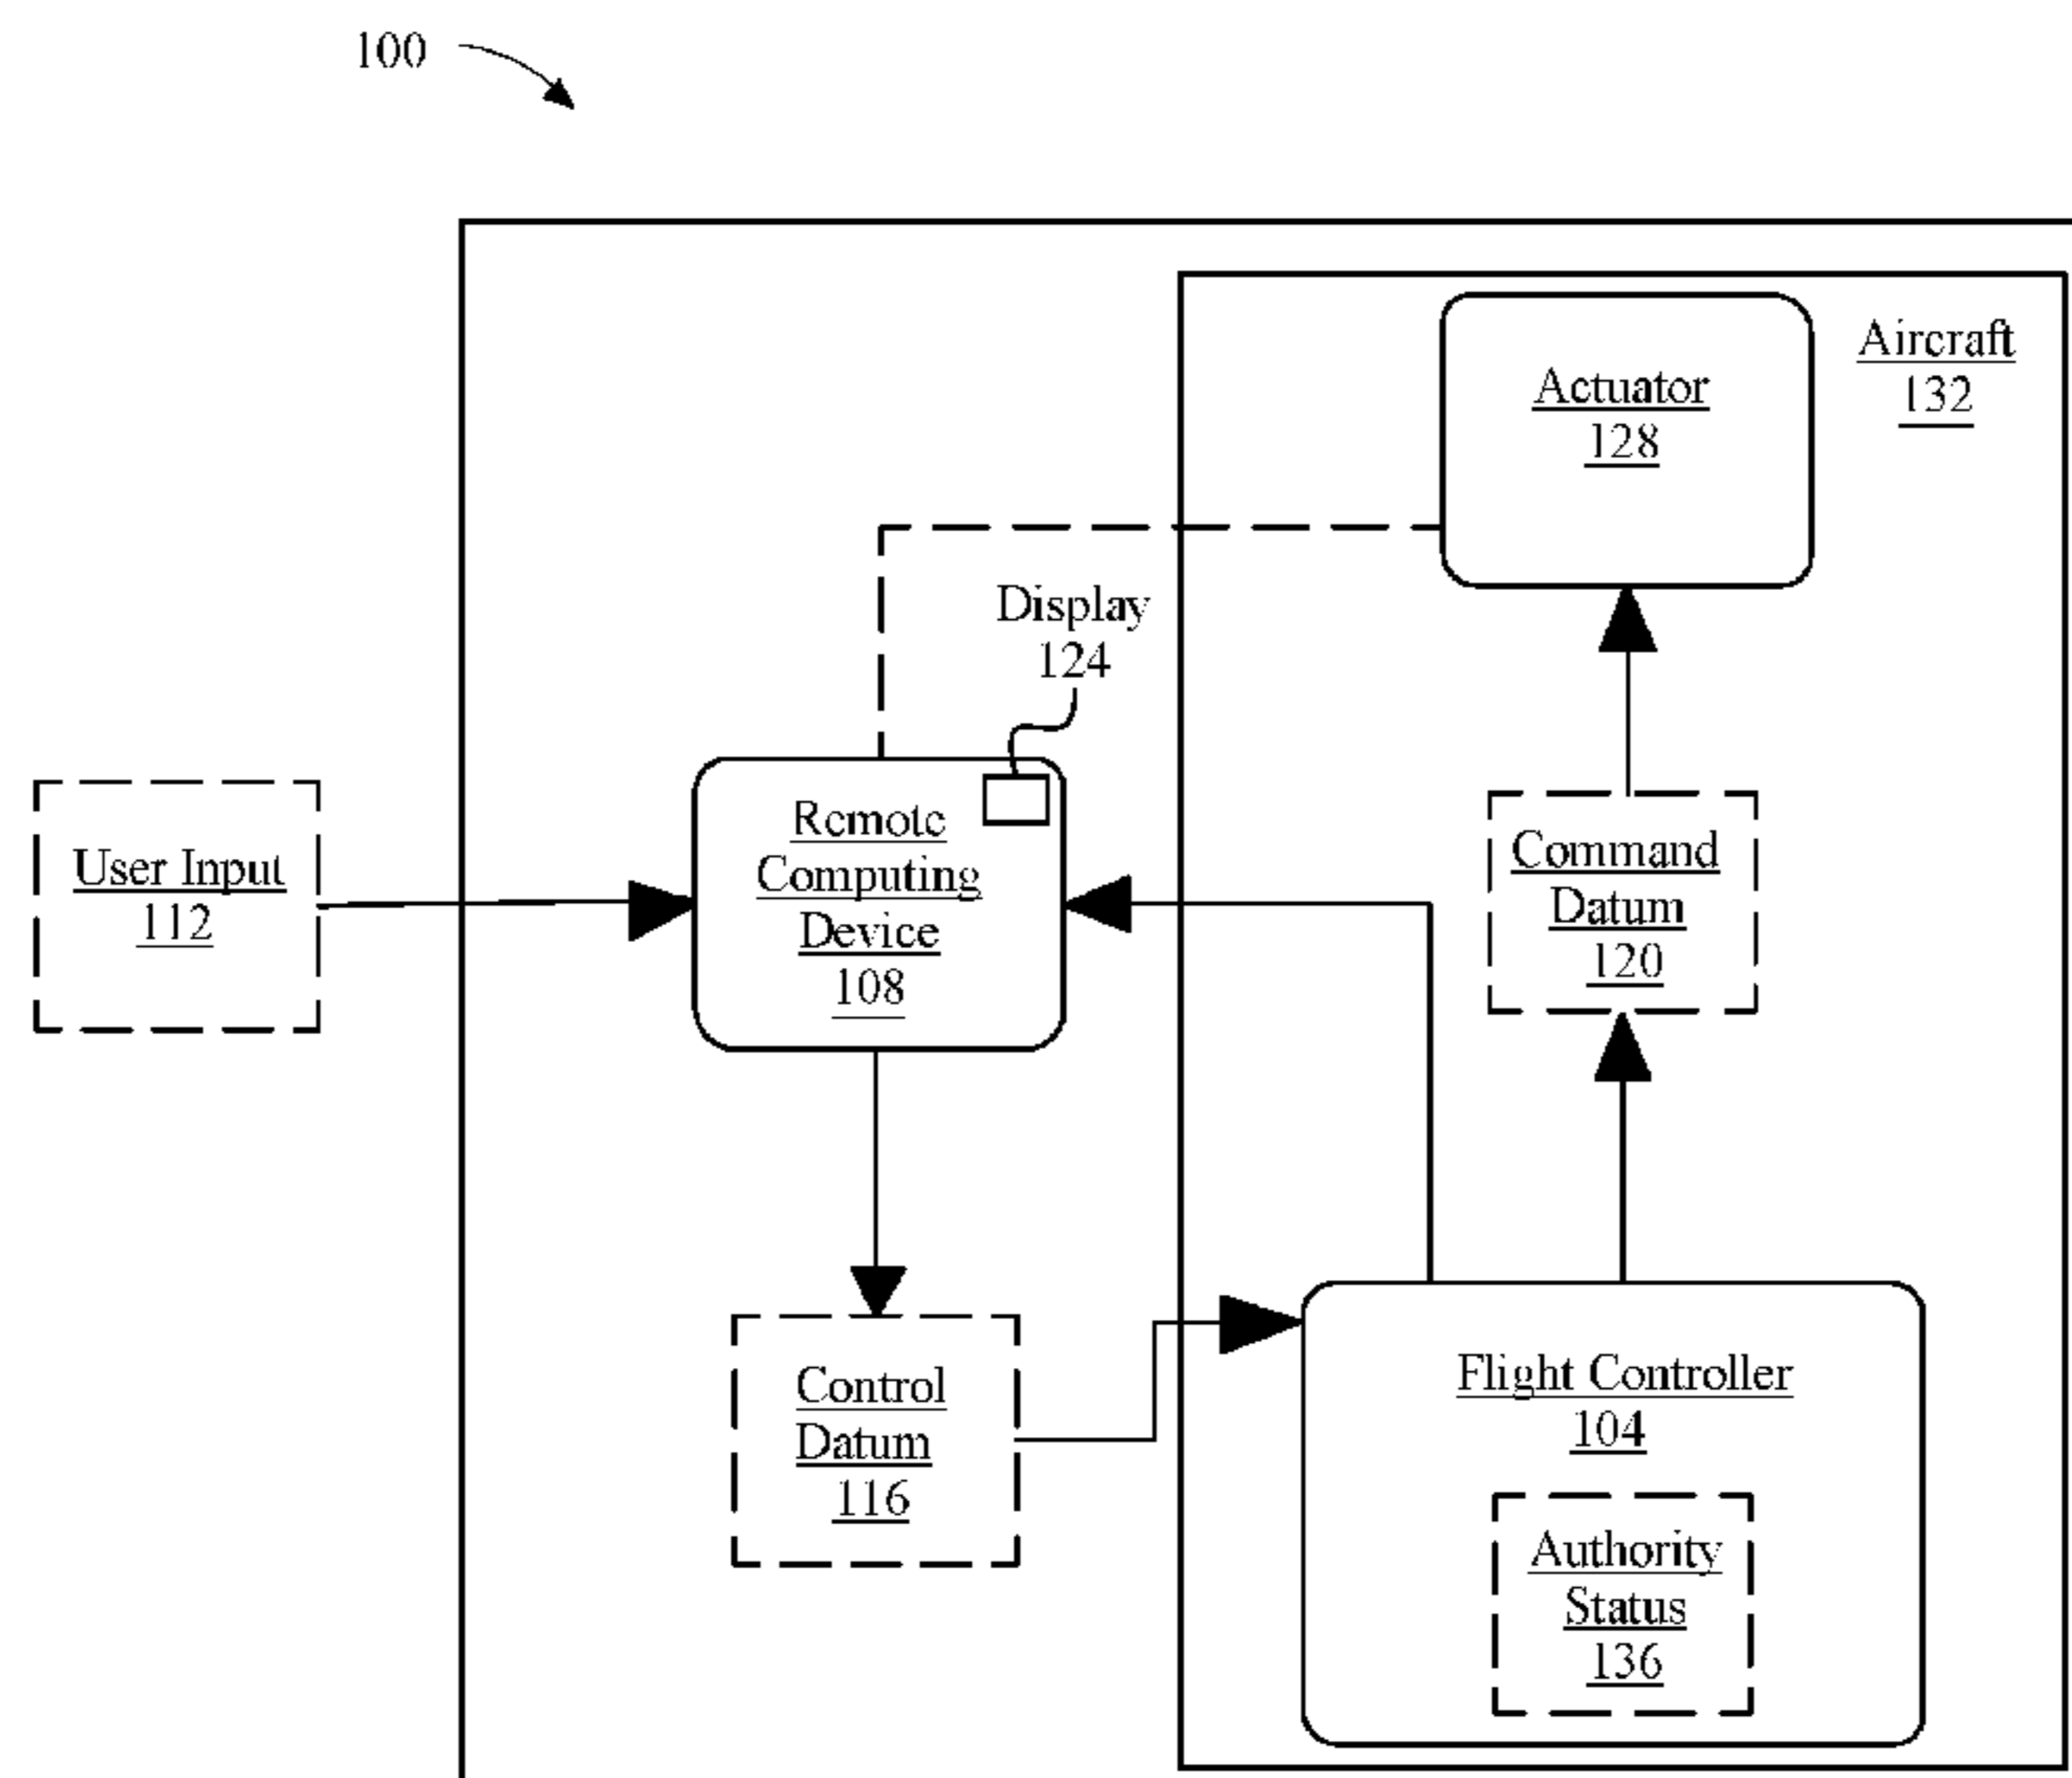 100
Aircraft
132
Actuator
128
Display
124
User Input
112
Remote
Computing
Device
108
Command
Datum
120
Control
Datum
116
Flight Controller
104
Authority
Status
136